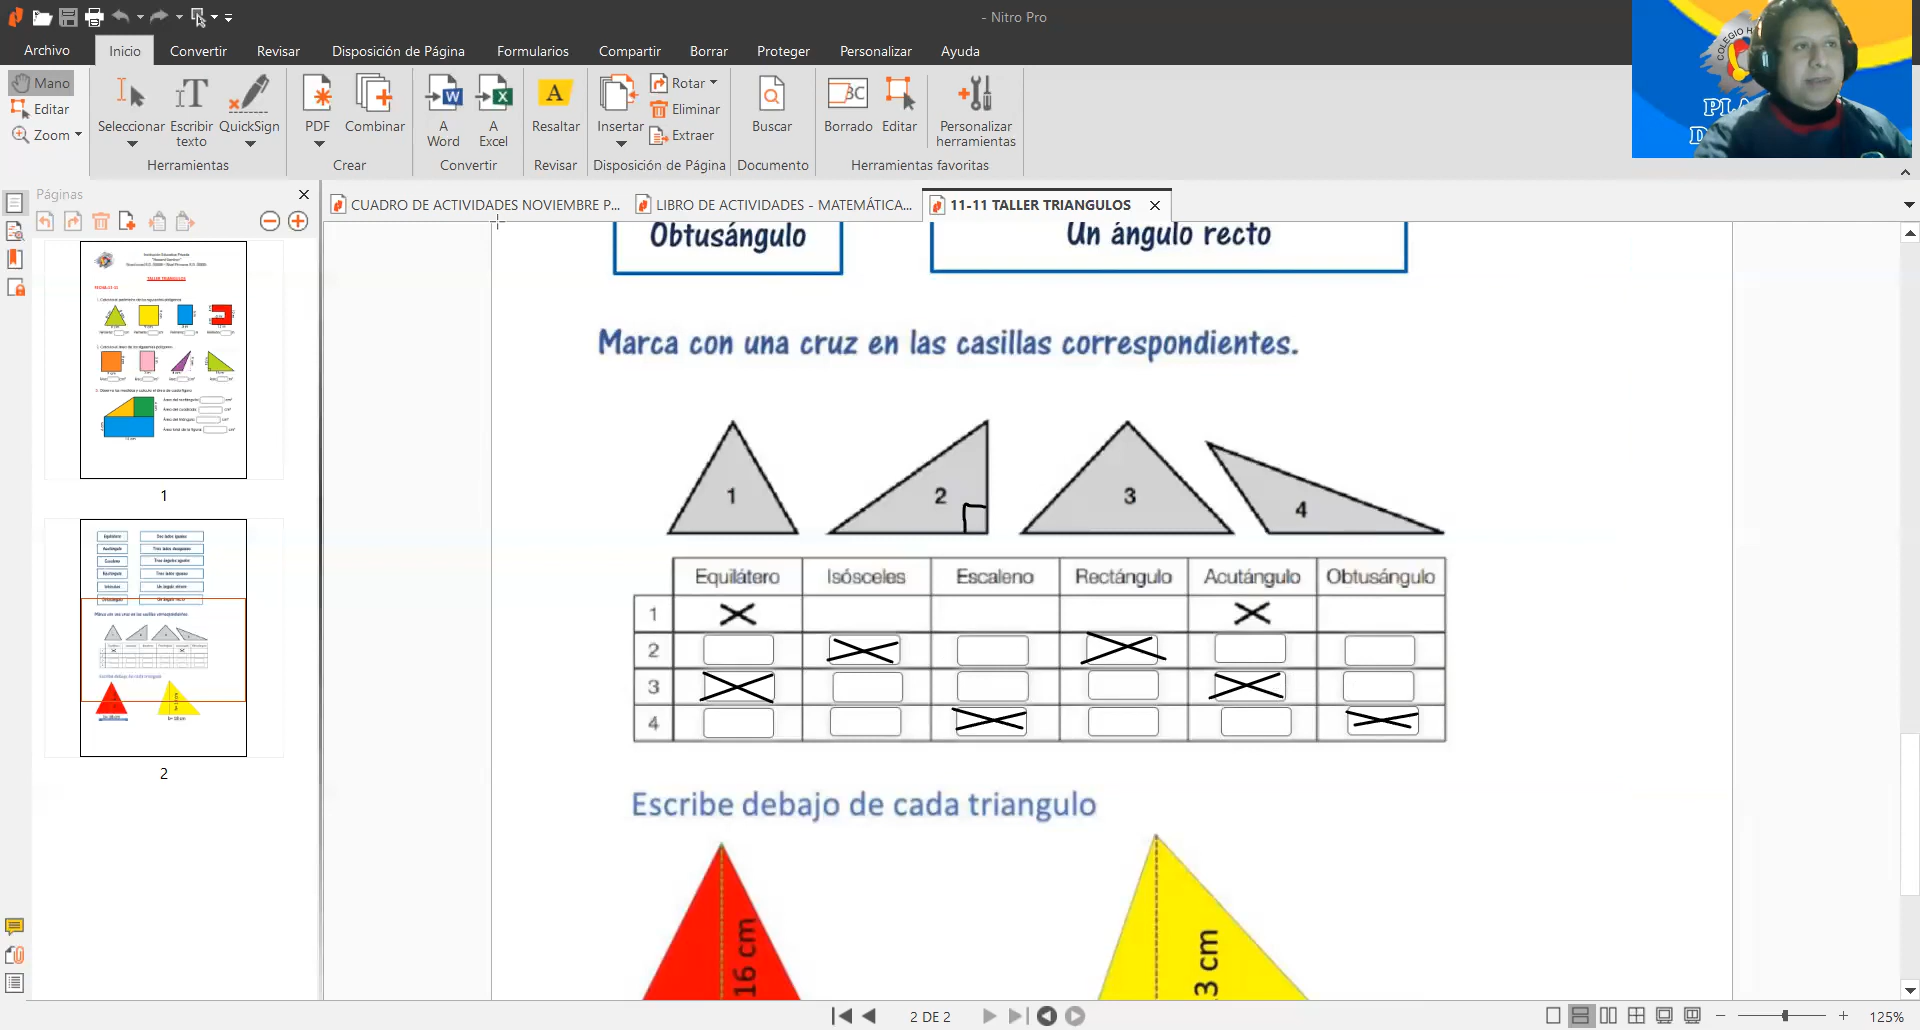 - Nitro Pro
Archivo
Inicio
Convertir
Revisar
Disposición de Página
Formularios
Compartir
Borrar
Proteger
Personalizar
Ayuda
Mano
Editar
Zoom
Seleccionar
Escribir texto
QuickSign
Herramientas
PDF
Combinar
Crear
A Word
A Excel
Convertir
Resaltar
Revisar
Insertar
Rotar
Eliminar
Extraer
Disposición de Página
Buscar
Documento
Borrado
Editar
Personalizar herramientas
Herramientas favoritas
Páginas
CUADRO DE ACTIVIDADES NOVIEMBRE P...
LIBRO DE ACTIVIDADES - MATEMÁTICA...
11-11 TALLER TRIANGULOS
1
2
Obtusángulo
Un ángulo recto
Marca con una cruz en las casillas correspondientes.
1 2 3 4
Equilátero Isósceles Escaleno Rectángulo Acutángulo Obtusángulo
1
2
3
4
Escribe debajo de cada triangulo
16 cm
3 cm
2 DE 2
125%